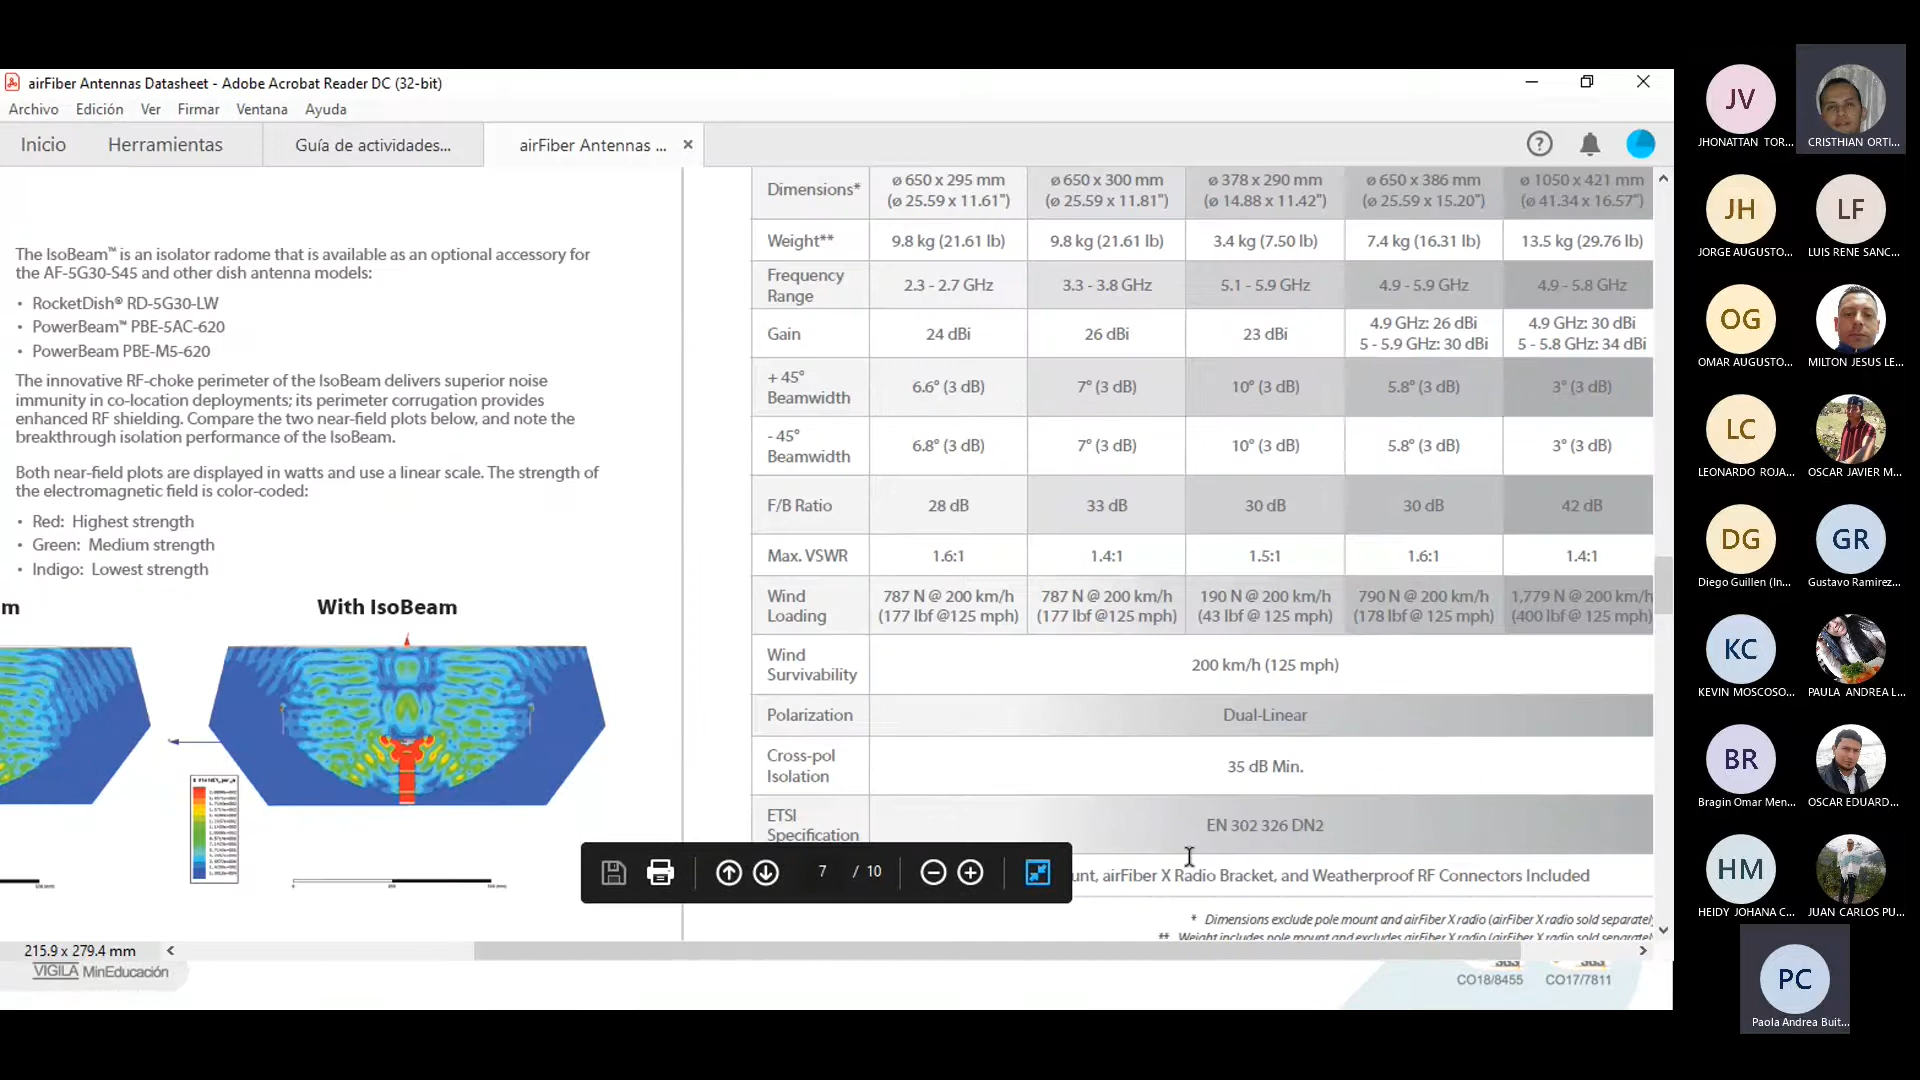 airFiber Antennas Datasheet - Adobe Acrobat Reader DC (32-bit)
Archivo Edición Ver Firmar Ventana Ayuda
Inicio Herramientas Guía de actividades... airFiber Antennas ... ×
The IsoBeam™ is an isolator radome that is available as an optional accessory for
the AF-5G30-S45 and other dish antenna models:
• RocketDish® RD-5G30-LW
• PowerBeam™ PBE-5AC-620
• PowerBeam PBE-M5-620
The innovative RF-choke perimeter of the IsoBeam delivers superior noise
immunity in co-location deployments; its perimeter corrugation provides
enhanced RF shielding. Compare the two near-field plots below, and note the
breakthrough isolation performance of the IsoBeam.
Both near-field plots are displayed in watts and use a linear scale. The strength of
the electromagnetic field is color-coded:
• Red: Highest strength
• Green: Medium strength
• Indigo: Lowest strength
m With IsoBeam
Dimensions* ø 650 x 295 mm ø 650 x 300 mm ø 378 x 290 mm ø 650 x 386 mm ø 1050 x 421 mm
(ø 25.59 x 11.61") (ø 25.59 x 11.81") (ø 14.88 x 11.42") (ø 25.59 x 15.20") (ø 41.34 x 16.57")
Weight** 9.8 kg (21.61 lb) 9.8 kg (21.61 lb) 3.4 kg (7.50 lb) 7.4 kg (16.31 lb) 13.5 kg (29.76 lb)
Frequency
Range 2.3 - 2.7 GHz 3.3 - 3.8 GHz 5.1 - 5.9 GHz 4.9 - 5.9 GHz 4.9 - 5.8 GHz
Gain 24 dBi 26 dBi 23 dBi 4.9 GHz: 26 dBi 4.9 GHz: 30 dBi
5 - 5.9 GHz: 30 dBi 5 - 5.8 GHz: 34 dBi
+ 45°
Beamwidth 6.6° (3 dB) 7° (3 dB) 10° (3 dB) 5.8° (3 dB) 3° (3 dB)
- 45°
Beamwidth 6.8° (3 dB) 7° (3 dB) 10° (3 dB) 5.8° (3 dB) 3° (3 dB)
F/B Ratio 28 dB 33 dB 30 dB 30 dB 42 dB
Max. VSWR 1.6:1 1.4:1 1.5:1 1.6:1 1.4:1
Wind 787 N @ 200 km/h 787 N @ 200 km/h 190 N @ 200 km/h 790 N @ 200 km/h 1,779 N @ 200 km/h
Loading (177 lbf @125 mph) (177 lbf @125 mph) (43 lbf @ 125 mph) (178 lbf @ 125 mph) (400 lbf @ 125 mph)
Wind
Survivability 200 km/h (125 mph)
Polarization Dual-Linear
Cross-pol
Isolation 35 dB Min.
ETSI
Specification EN 302 326 DN2
unt, airFiber X Radio Bracket, and Weatherproof RF Connectors Included
* Dimensions exclude pole mount and airFiber X radio (airFiber X radio sold separately
** Weight includes pole mount and excludes airFiber X radio (airFiber X radio sold separately
7 / 10
215.9 x 279.4 mm
VIGILA MinEducación
SGS SGS
CO18/8455 CO17/7811
JV
JHONATTAN TOR... CRISTHIAN ORTI...
JH LF
JORGE AUGUSTO... LUIS RENE SANC...
OG
OMAR AUGUSTO... MILTON JESUS LE...
LC
LEONARDO ROJA... OSCAR JAVIER M...
DG GR
Diego Guillen (In... Gustavo Ramirez...
KC
KEVIN MOSCOSO... PAULA ANDREA L...
BR
Bragin Omar Men... OSCAR EDUARD...
HM
HEIDY JOHANA C... JUAN CARLOS PU...
PC
Paola Andrea Buit...